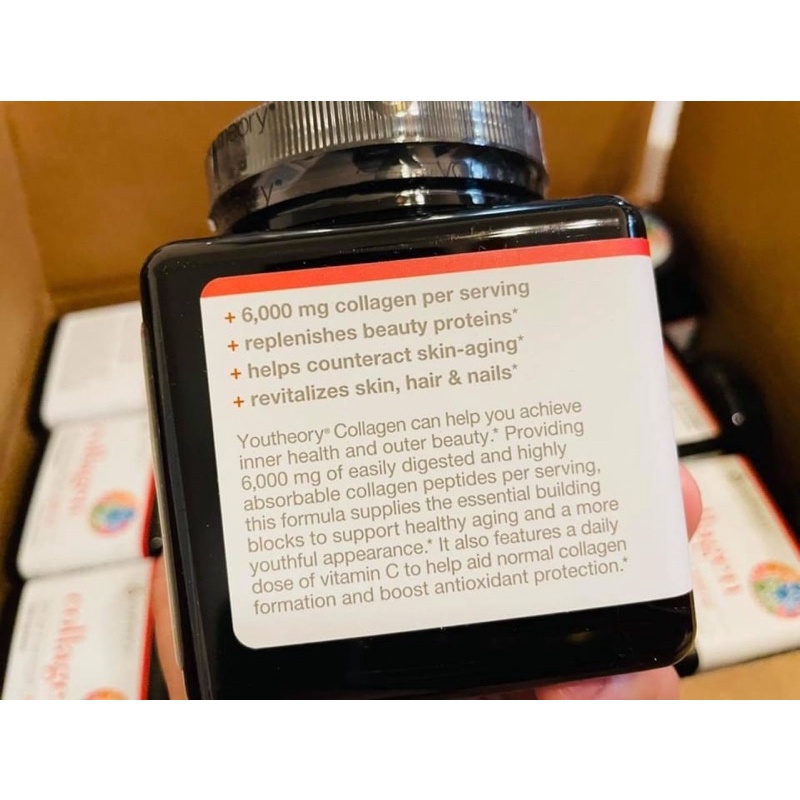 + 6,000 mg collagen per serving
+ replenishes beauty proteins*
+ helps counteract skin-aging*
+ revitalizes skin, hair & nails*
Youtheory® Collagen can help you achieve
inner health and outer beauty.* Providing
6,000 mg of easily digested and highly
absorbable collagen peptides per serving,
this formula supplies the essential building
blocks to support healthy aging and a more
youthful appearance.* It also features a daily
dose of vitamin C to help aid normal collagen
formation and boost antioxidant protection.*
collagen